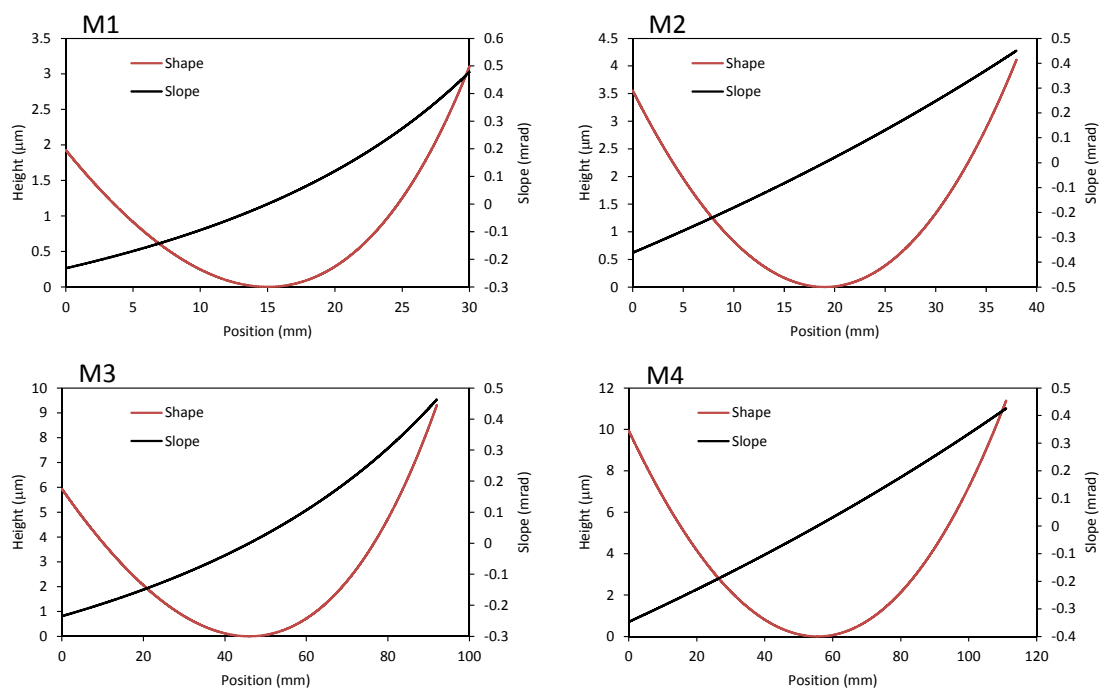 M1
3.5
3
2.5
2
1.5
1
0.5
0
Height (µm)
0.6
0.5
0.4
0.3
0.2
0.1
0
-0.1
-0.2
-0.3
Slope (mrad)
Shape
Slope
0 5 10 15 20 25 30
Position (mm)
M2
4.5
4
3.5
3
2.5
2
1.5
1
0.5
0
Height (µm)
0.5
0.4
0.3
0.2
0.1
0
-0.1
-0.2
-0.3
-0.4
-0.5
Slope (mrad)
Shape
Slope
0 5 10 15 20 25 30 35 40
Position (mm)
M3
10
9
8
7
6
5
4
3
2
1
0
Height (µm)
0.5
0.4
0.3
0.2
0.1
0
-0.1
-0.2
-0.3
Slope (mrad)
Shape
Slope
0 20 40 60 80 100
Position (mm)
M4
12
10
8
6
4
2
0
Height (µm)
0.5
0.4
0.3
0.2
0.1
0
-0.1
-0.2
-0.3
-0.4
Slope (mrad)
Shape
Slope
0 20 40 60 80 100 120
Position (mm)